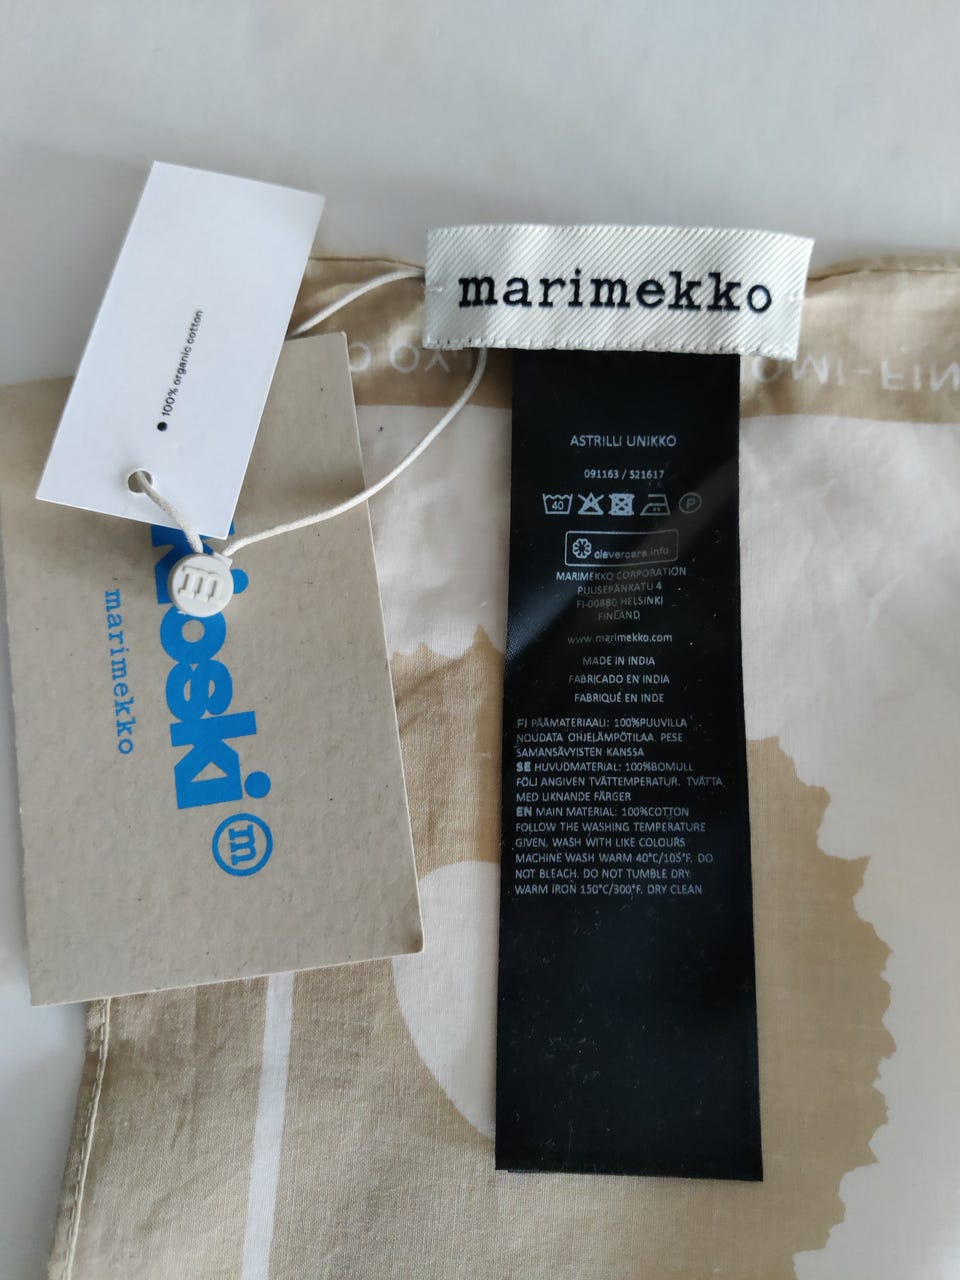 marimekko
• 100% organic cotton
kioski
marimekko
m
m
ASTRILLI UNIKKO
091163 / S21617
40
P
clevercare.info
MARIMEKKO CORPORATION
PUUSEPÄNKATU 4
FI-00880 HELSINKI
FINLAND
www.marimekko.com
MADE IN INDIA
FABRICADO EN INDIA
FABRIQUÉ EN INDE
FI PÄÄMATERIAALI: 100%PUUVILLA
NOUDATA OHJELÄMPÖTILAA. PESE
SAMANSÄVYISTEN KANSSA
SE HUVUDMATERIAL: 100%BOMULL
FÖLJ ANGIVEN TVÄTTEMPERATUR. TVÄTTA
MED LIKNANDE FÄRGER
EN MAIN MATERIAL: 100%COTTON
FOLLOW THE WASHING TEMPERATURE
GIVEN, WASH WITH LIKE COLOURS
MACHINE WASH WARM 40°C/105°F. DO
NOT BLEACH. DO NOT TUMBLE DRY.
WARM IRON 150°C/300°F. DRY CLEAN